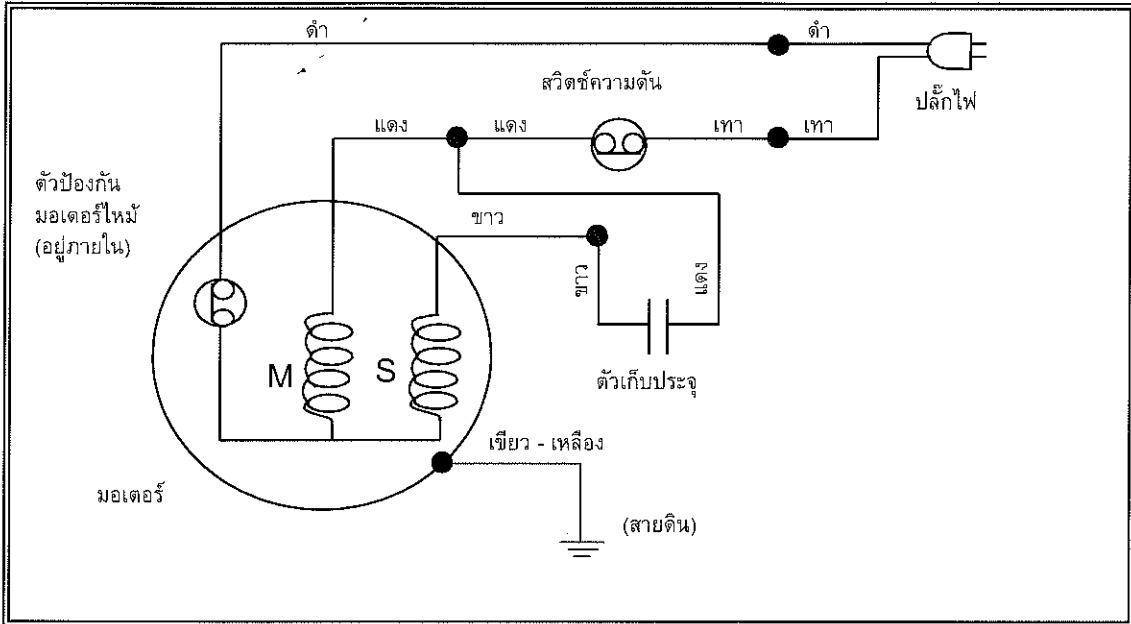 ดำ
ดำ
ปลั๊กไฟ
สวิตช์ความดัน
แดง
แดง
เทา
เทา
ตัวป้องกัน
มอเตอร์ไหม้
(อยู่ภายใน)
ขาว
ขาว
แดง
M
S
ตัวเก็บประจุ
เขียว - เหลือง
มอเตอร์
(สายดิน)